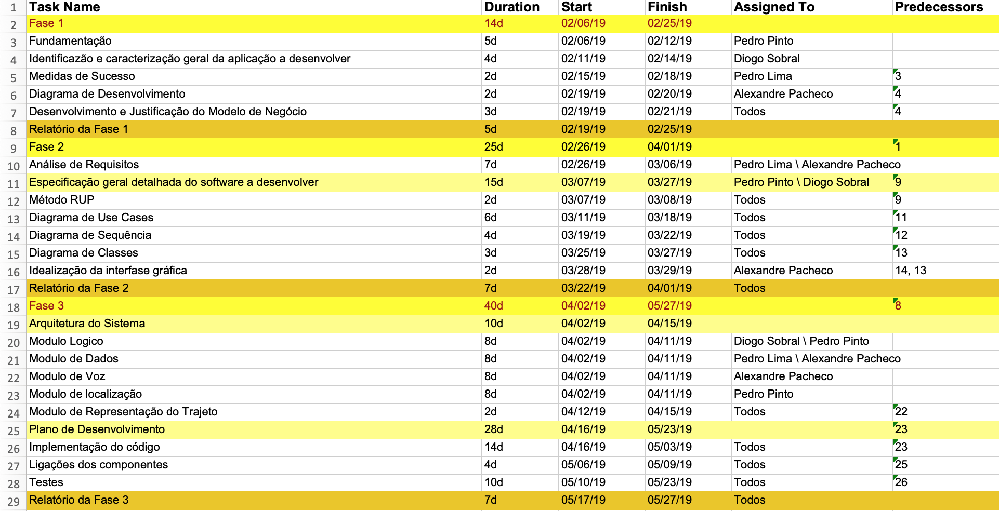 1 Task Name Duration Start Finish Assigned To Predecessors
2 Fase 1 14d 02/06/19 02/25/19
3 Fundamentação 5d 02/06/19 02/12/19 Pedro Pinto
4 Identificazão e caracterização geral da aplicação a desenvolver 4d 02/11/19 02/14/19 Diogo Sobral
5 Medidas de Sucesso 2d 02/15/19 02/18/19 Pedro Lima 3
6 Diagrama de Desenvolvimento 2d 02/19/19 02/20/19 Alexandre Pacheco 4
7 Desenvolvimento e Justificação do Modelo de Negócio 3d 02/19/19 02/21/19 Todos 4
8 Relatório da Fase 1 5d 02/19/19 02/25/19
9 Fase 2 25d 02/26/19 04/01/19 1
10 Análise de Requisitos 7d 02/26/19 03/06/19 Pedro Lima \ Alexandre Pacheco
11 Especificação geral detalhada do software a desenvolver 15d 03/07/19 03/27/19 Pedro Pinto \ Diogo Sobral 9
12 Método RUP 2d 03/07/19 03/08/19 Todos 9
13 Diagrama de Use Cases 6d 03/11/19 03/18/19 Todos 11
14 Diagrama de Sequência 4d 03/19/19 03/22/19 Todos 12
15 Diagrama de Classes 3d 03/25/19 03/27/19 Todos 13
16 Idealização da interfase gráfica 2d 03/28/19 03/29/19 Alexandre Pacheco 14, 13
17 Relatório da Fase 2 7d 03/22/19 04/01/19 Todos
18 Fase 3 40d 04/02/19 05/27/19 8
19 Arquitetura do Sistema 10d 04/02/19 04/15/19
20 Modulo Logico 8d 04/02/19 04/11/19 Diogo Sobral \ Pedro Pinto
21 Modulo de Dados 8d 04/02/19 04/11/19 Pedro Lima \ Alexandre Pacheco
22 Modulo de Voz 8d 04/02/19 04/11/19 Alexandre Pacheco
23 Modulo de localização 8d 04/02/19 04/11/19 Pedro Pinto
24 Modulo de Representação do Trajeto 2d 04/12/19 04/15/19 Todos 22
25 Plano de Desenvolvimento 28d 04/16/19 05/23/19 23
26 Implementação do código 14d 04/16/19 05/03/19 Todos 23
27 Ligações dos componentes 4d 05/06/19 05/09/19 Todos 25
28 Testes 10d 05/10/19 05/23/19 Todos 26
29 Relatório da Fase 3 7d 05/17/19 05/27/19 Todos